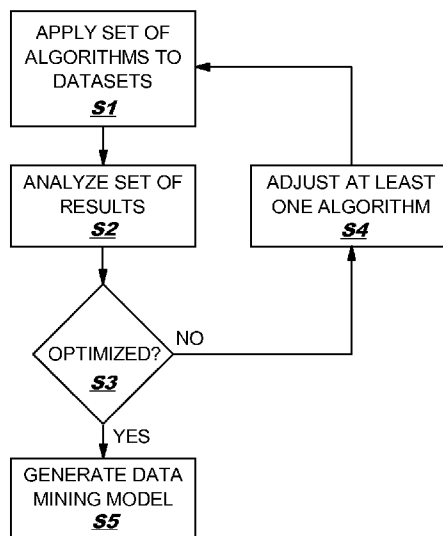 APPLY SET OF
ALGORITHMS TO
DATASETS
S1
ANALYZE SET OF
RESULTS
S2
ADJUST AT LEAST
ONE ALGORITHM
S4
OPTIMIZED?
S3
NO
YES
GENERATE DATA
MINING MODEL
S5